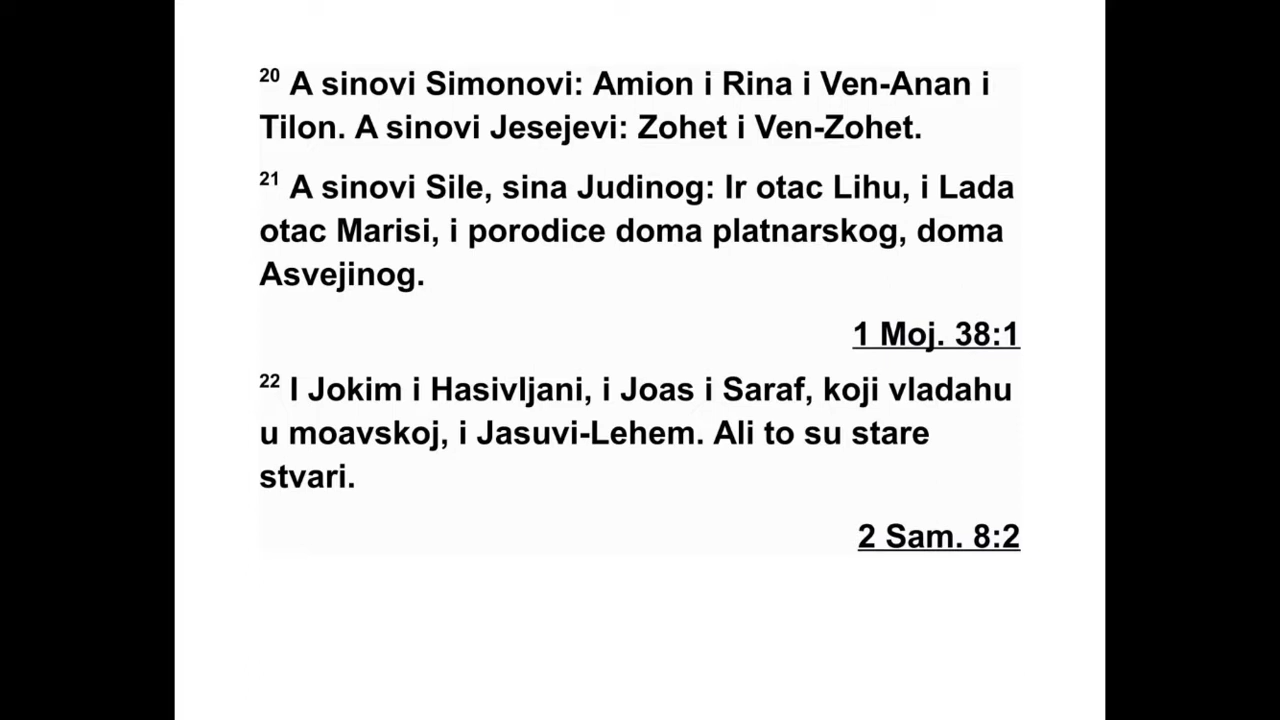 20 A sinovi Simonovi: Amion i Rina i Ven-Anan i
Tilon. A sinovi Jesejevi: Zohet i Ven-Zohet.
21 A sinovi Sile, sina Judinog: Ir otac Lihu, i Lada
otac Marisi, i porodice doma platnarskog, doma
Asvejinog.
1 Moj. 38:1
22 I Jokim i Hasivljani, i Joas i Saraf, koji vladahu
u moavskoj, i Jasuvi-Lehem. Ali to su stare
stvari.
2 Sam. 8:2